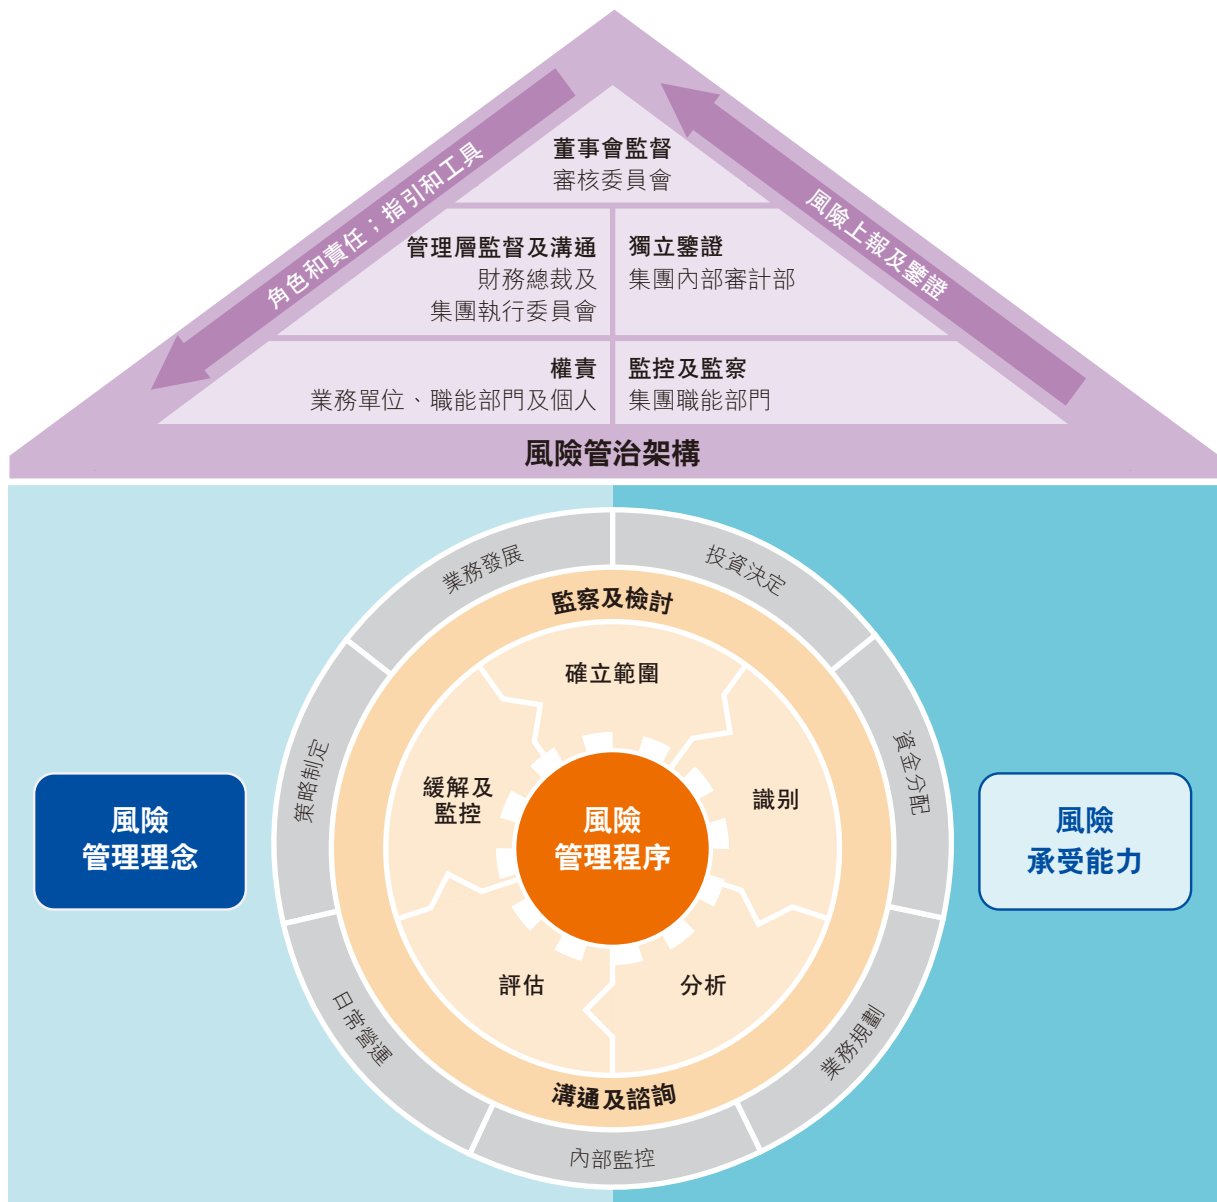 董事會監督
審核委員會
角色和責任；指引和工具
風險上報及鑒證
管理層監督及溝通
財務總裁及
集團執行委員會
獨立鑒證
集團內部審計部
權責
業務單位、職能部門及個人
監控及監察
集團職能部門
風險管治架構
業務發展
投資決定
監察及檢討
確立範圍
策略制定
資金分配
緩解及
監控
識別
風險
管理理念
風險
管理程序
風險
承受能力
評估
分析
日常營運
業務規劃
溝通及諮詢
內部監控